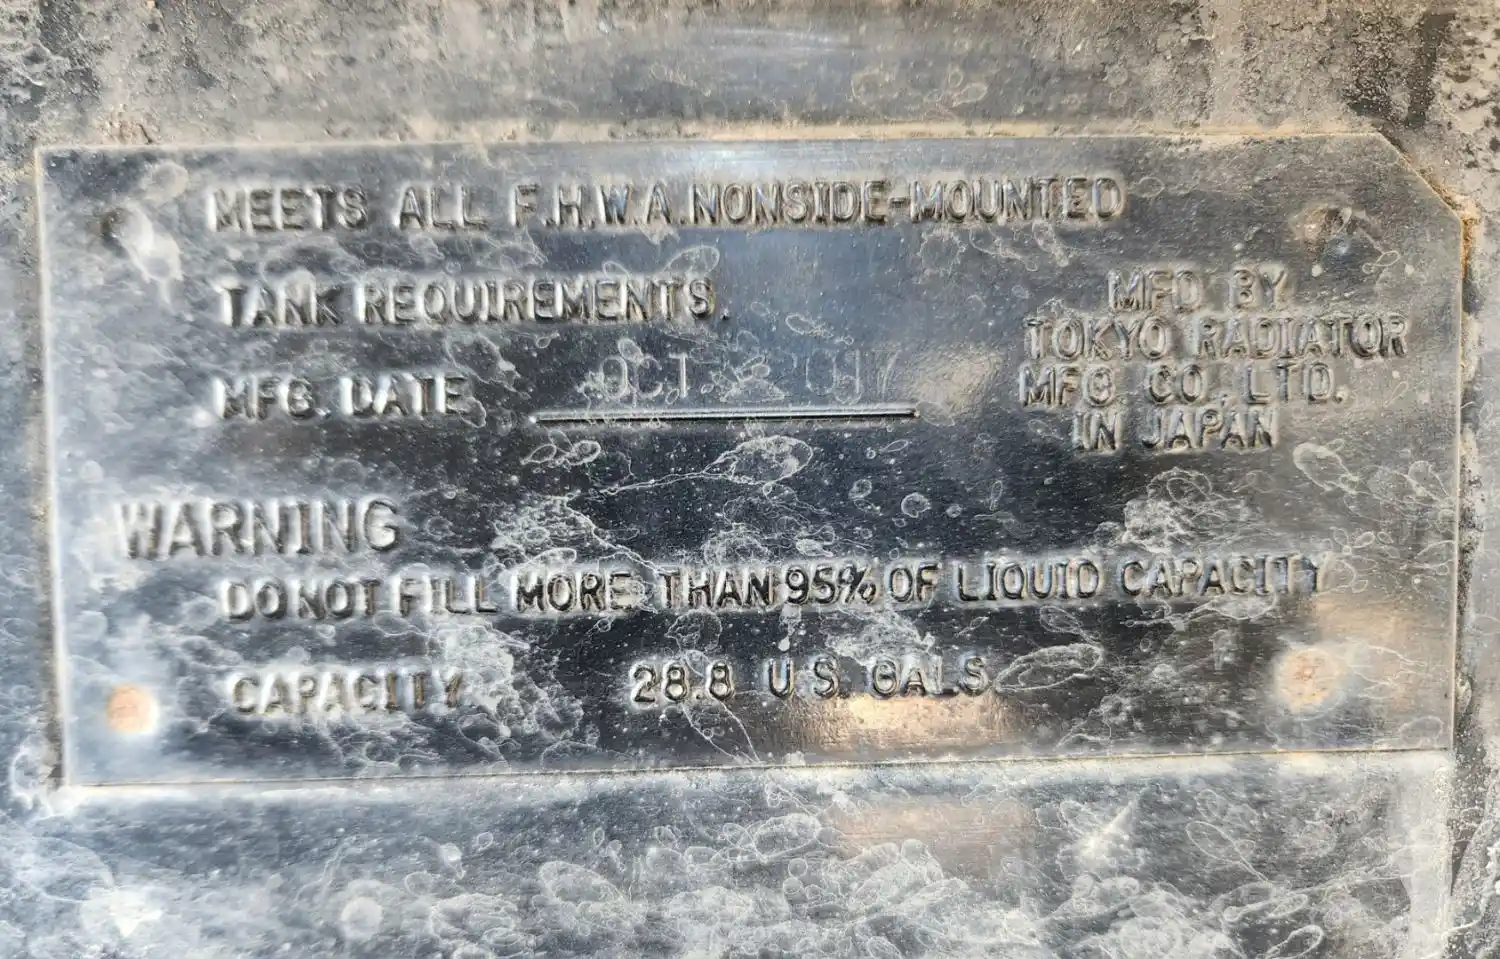 MEETS ALL F.H.W.A. NONSIDE-MOUNTED
TANK REQUIREMENTS.
MFG. DATE OCT.
MFD BY
TOKYO RADIATOR
MFG CO., LTD.
IN JAPAN
WARNING
DO NOT FILL MORE THAN 95% OF LIQUID CAPACITY
CAPACITY 28.8 U.S. GALS.